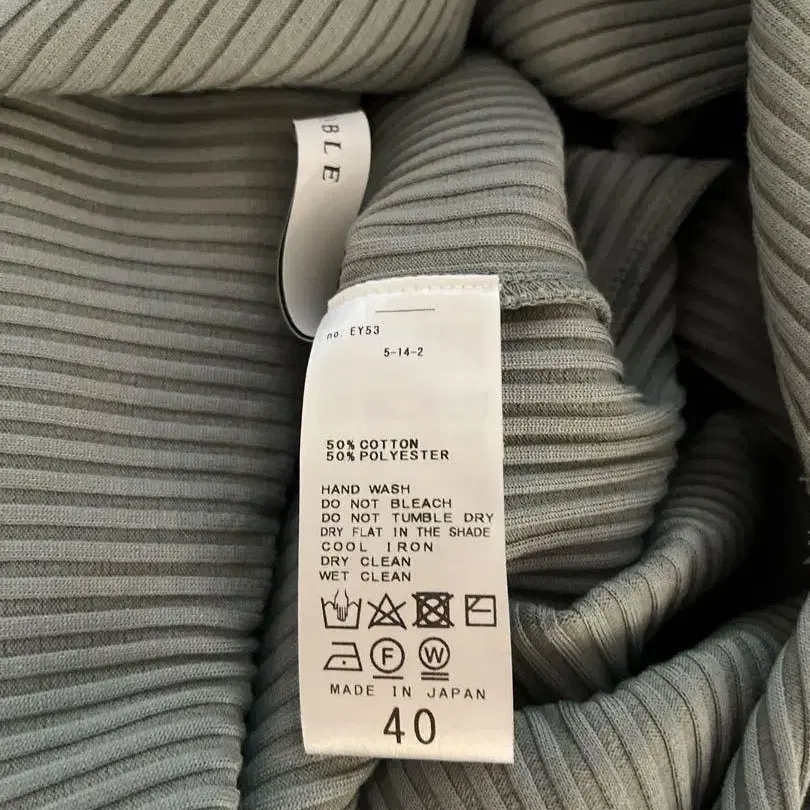 BLE
no. EY53
5-14-2
50% COTTON
50% POLYESTER
HAND WASH
DO NOT BLEACH
DO NOT TUMBLE DRY
DRY FLAT IN THE SHADE
COOL IRON
DRY CLEAN
WET CLEAN
F W
MADE IN JAPAN
40